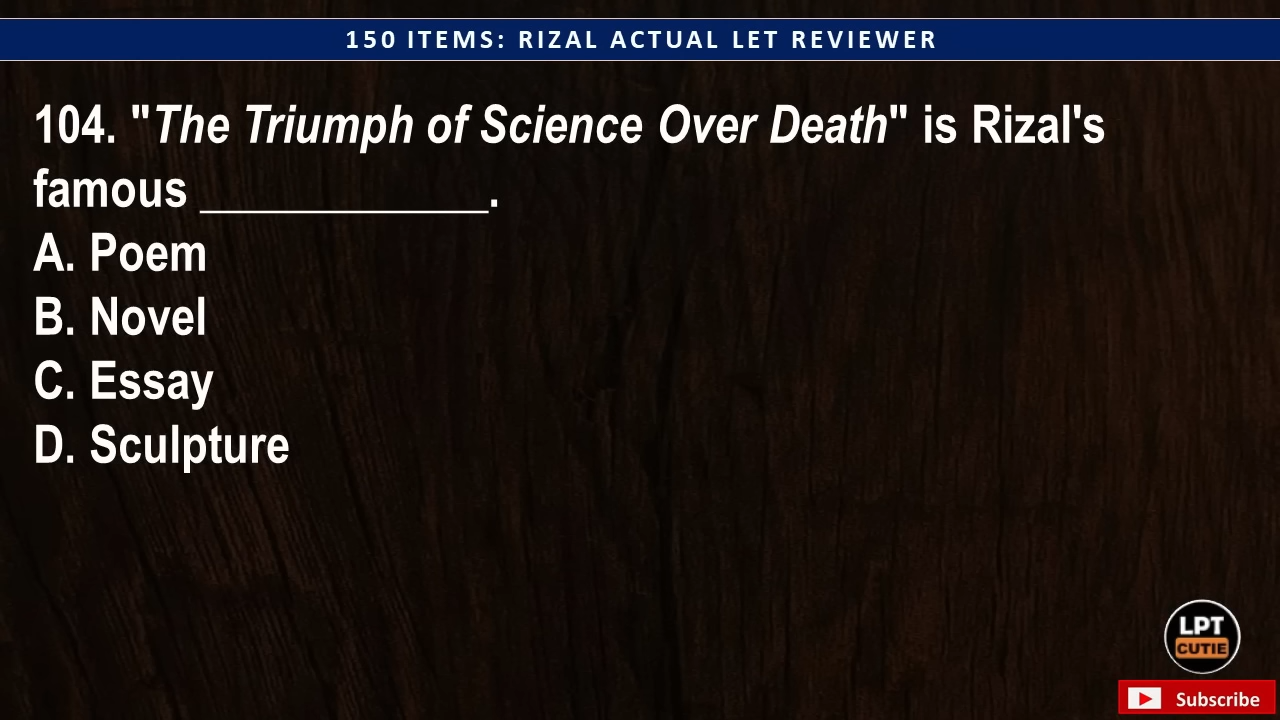 150 ITEMS: RIZAL ACTUAL LET REVIEWER
104. "The Triumph of Science Over Death" is Rizal's
famous ____________.
A. Poem
B. Novel
C. Essay
D. Sculpture
LPT
CUTIE
Subscribe